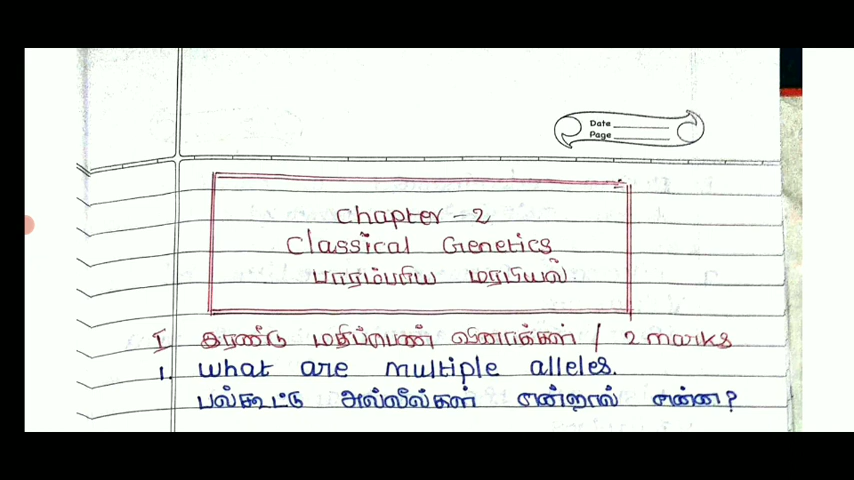 Date
Page
Chapter - 2
Classical Genetics
பாரம்பரிய மரபியல்
I இரண்டு மதிப்பெண் வினாக்கள் / 2 marks
1. What are multiple alleles.
பல்கூட்டு அல்லீல்கள் என்றால் என்ன?